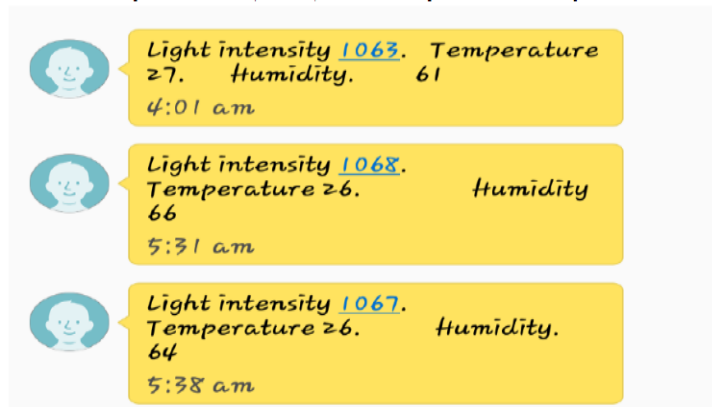 Light intensity 1063. Temperature
27. Humidity. 61
4:01 am
Light intensity 1068.
Temperature 26. Humidity
66
5:31 am
Light intensity 1067.
Temperature 26. Humidity.
64
5:38 am